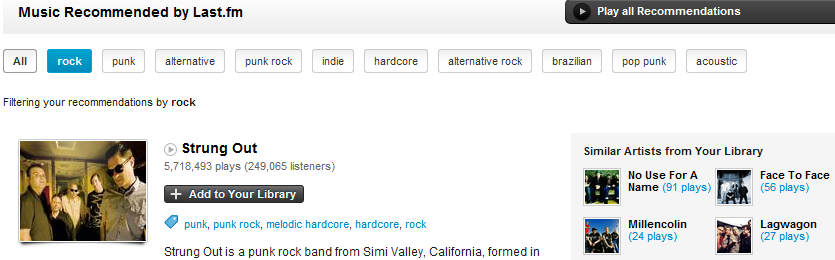 Music Recommended by Last.fm
Play all Recommendations
All rock punk alternative punk rock indie hardcore alternative rock brazilian pop punk acoustic
Filtering your recommendations by rock
Strung Out
5,718,493 plays (249,065 listeners)
+ Add to Your Library
punk, punk rock, melodic hardcore, hardcore, rock
Strung Out is a punk rock band from Simi Valley, California, formed in
Similar Artists from Your Library
No Use For A
Name (91 plays)
Face To Face
(56 plays)
Millencolin
(24 plays)
Lagwagon
(27 plays)